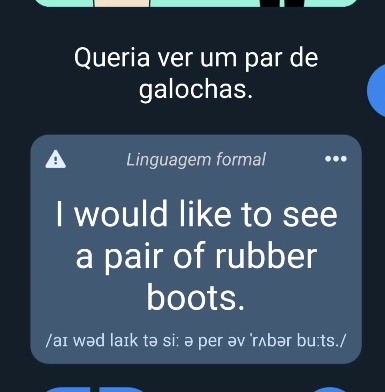 Queria ver um par de
galochas.
Linguagem formal
I would like to see
a pair of rubber
boots.
/aɪ wəd laɪk tə siː ə per əv ˈrʌbər buːts./